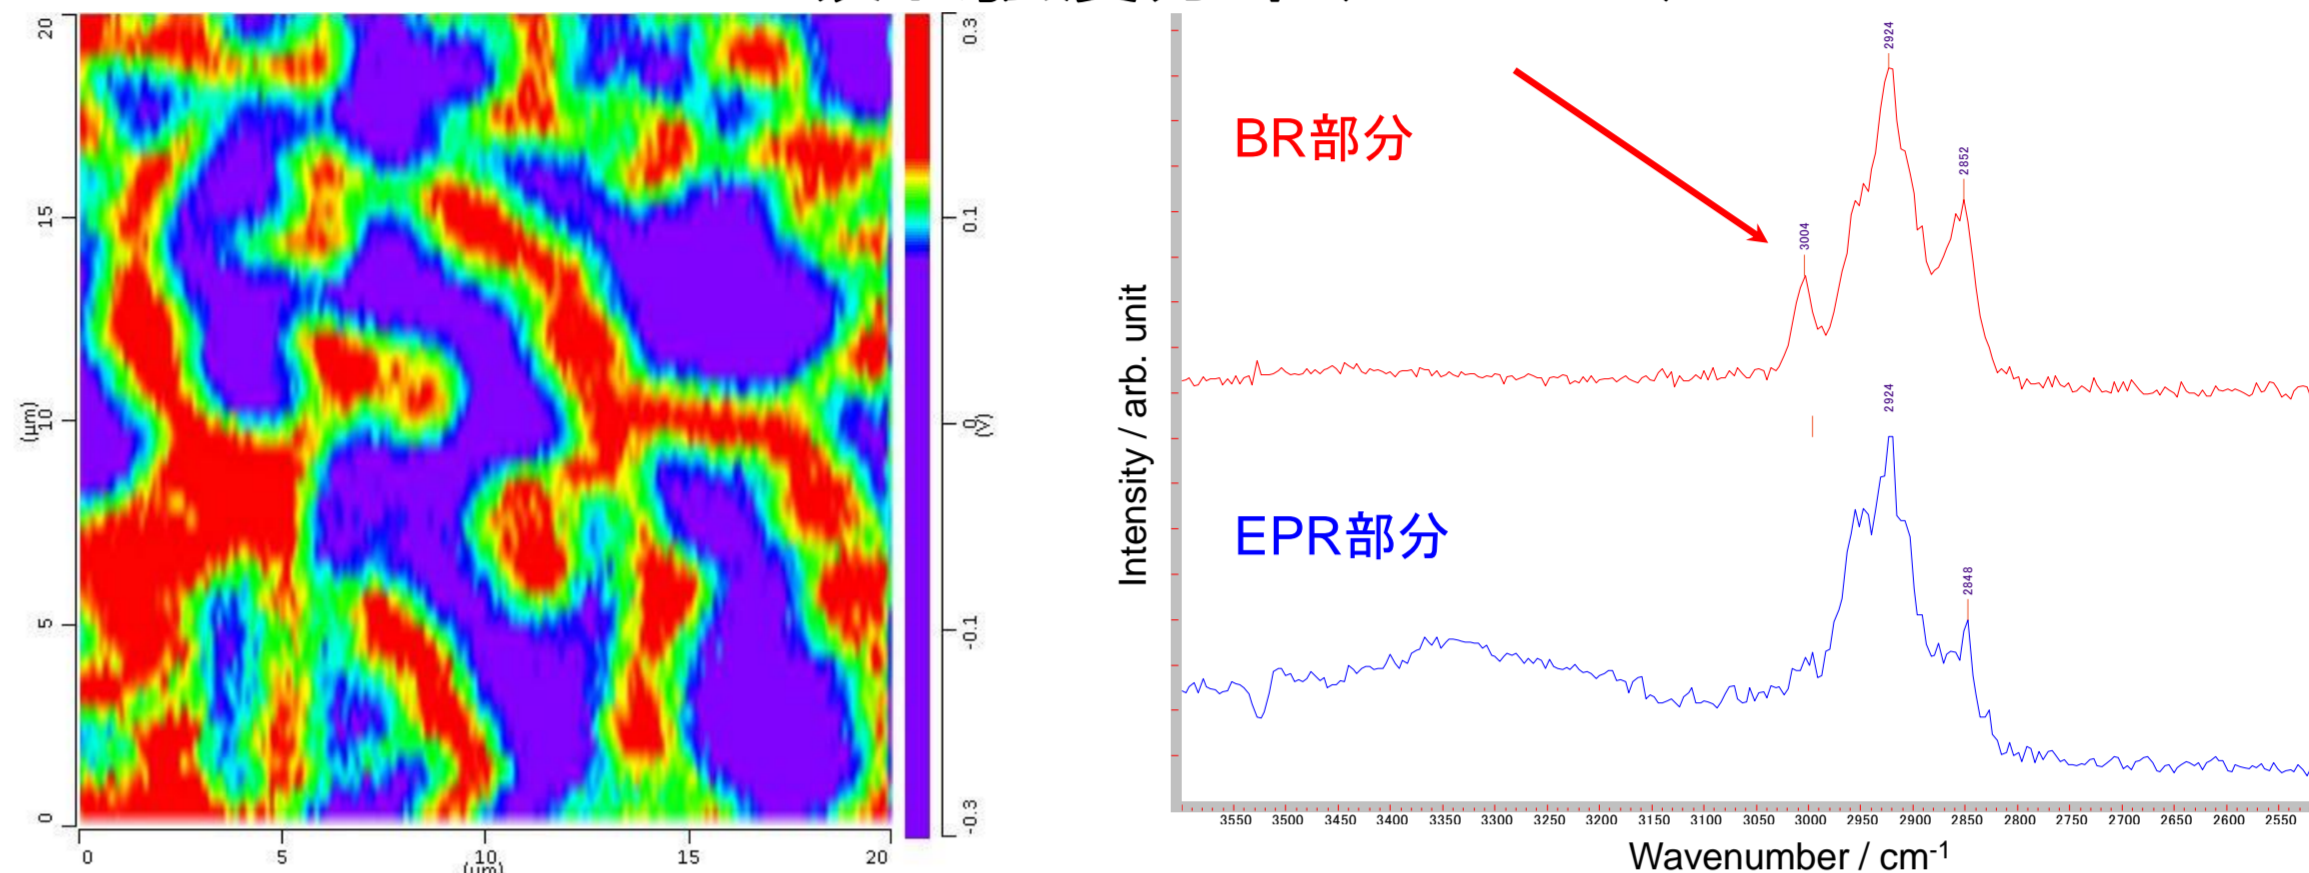 20
15
10
5
0
(μm)
0
5
10
15
20
(μm)
0.3
0.1
0
-0.1
-0.3
(V)
BR部分
3004
2924
2852
EPR部分
2924
2848
Intensity / arb. unit
3550 3500 3450 3400 3350 3300 3250 3200 3150 3100 3050 3000 2950 2900 2850 2800 2750 2700 2650 2600 2550
Wavenumber / cm-1